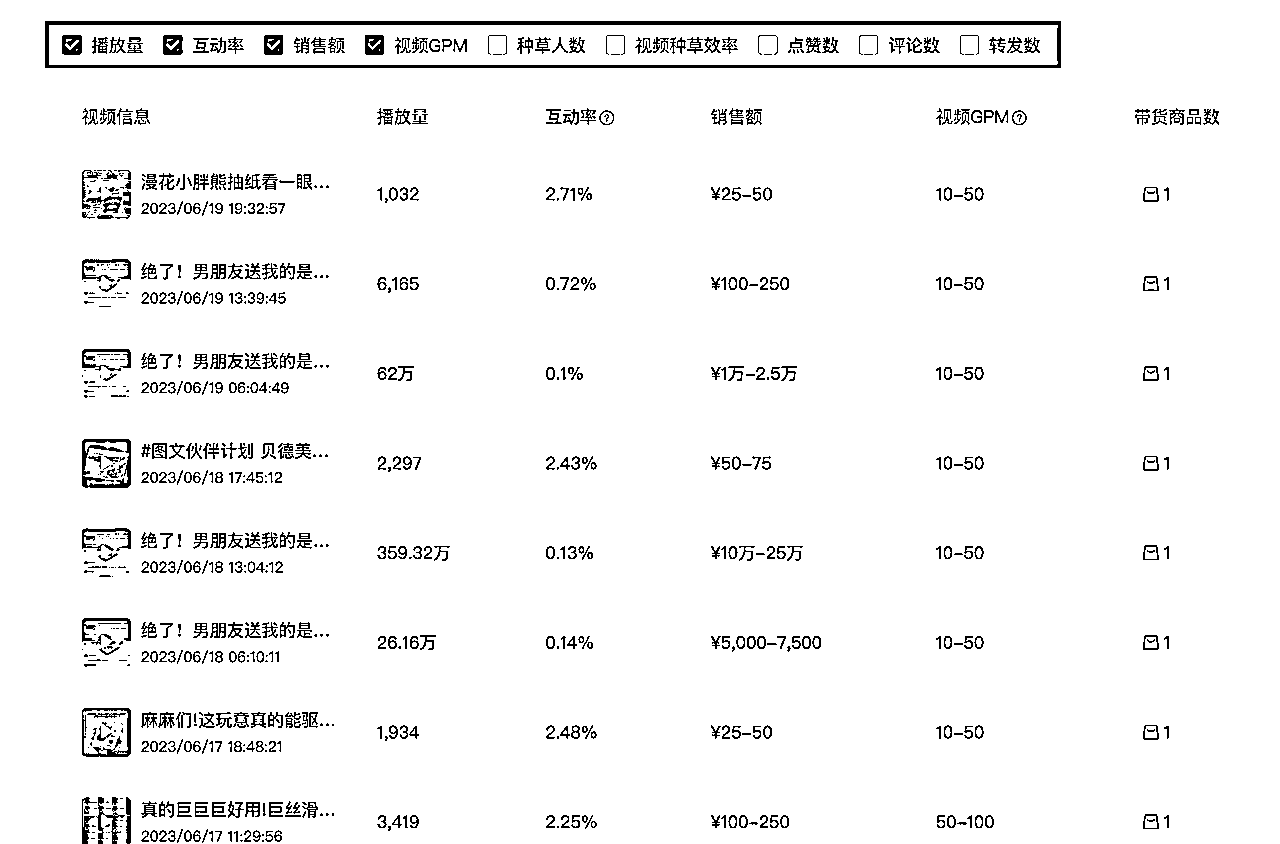 播放量 互动率 销售额 视频GPM 种草人数 视频种草效率 点赞数 评论数 转发数
视频信息 播放量 互动率 销售额 视频GPM 带货商品数
漫花小胖熊抽纸看一眼...
2023/06/19 19:32:57
1,032 2.71% ¥25-50 10-50 1
绝了！男朋友送我的是...
2023/06/19 13:39:45
6,165 0.72% ¥100-250 10-50 1
绝了！男朋友送我的是...
2023/06/19 06:04:49
62万 0.1% ¥1万-2.5万 10-50 1
#图文伙伴计划 贝德美...
2023/06/18 17:45:12
2,297 2.43% ¥50-75 10-50 1
绝了！男朋友送我的是...
2023/06/18 13:04:12
359.32万 0.13% ¥10万-25万 10-50 1
绝了！男朋友送我的是...
2023/06/18 06:10:11
26.16万 0.14% ¥5,000-7,500 10-50 1
麻麻们!这玩意真的能驱...
2023/06/17 18:48:21
1,934 2.48% ¥25-50 10-50 1
真的巨巨巨好用!巨丝滑...
2023/06/17 11:29:56
3,419 2.25% ¥100-250 50-100 1